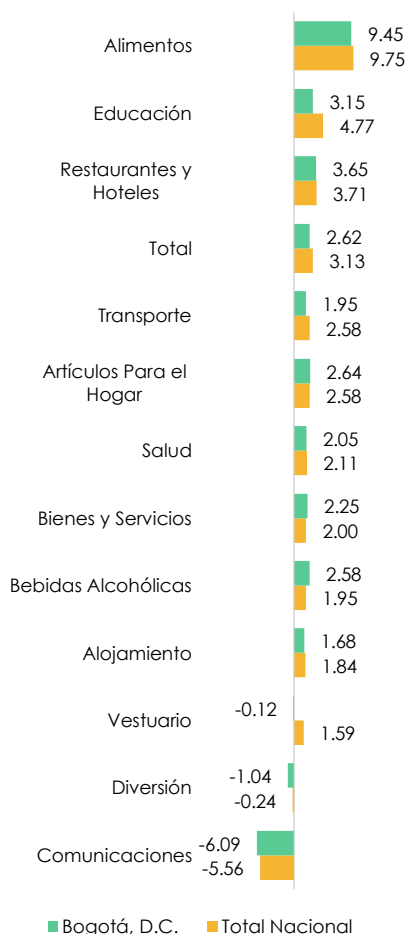 Alimentos
9.45
9.75
Educación
3.15
4.77
Restaurantes y
Hoteles
3.65
3.71
Total
2.62
3.13
Transporte
1.95
2.58
Artículos Para el
Hogar
2.64
2.58
Salud
2.05
2.11
Bienes y Servicios
2.25
2.00
Bebidas Alcohólicas
2.58
1.95
Alojamiento
1.68
1.84
Vestuario
-0.12
1.59
Diversión
-1.04
-0.24
Comunicaciones
-6.09
-5.56
Bogotá, D.C. Total Nacional